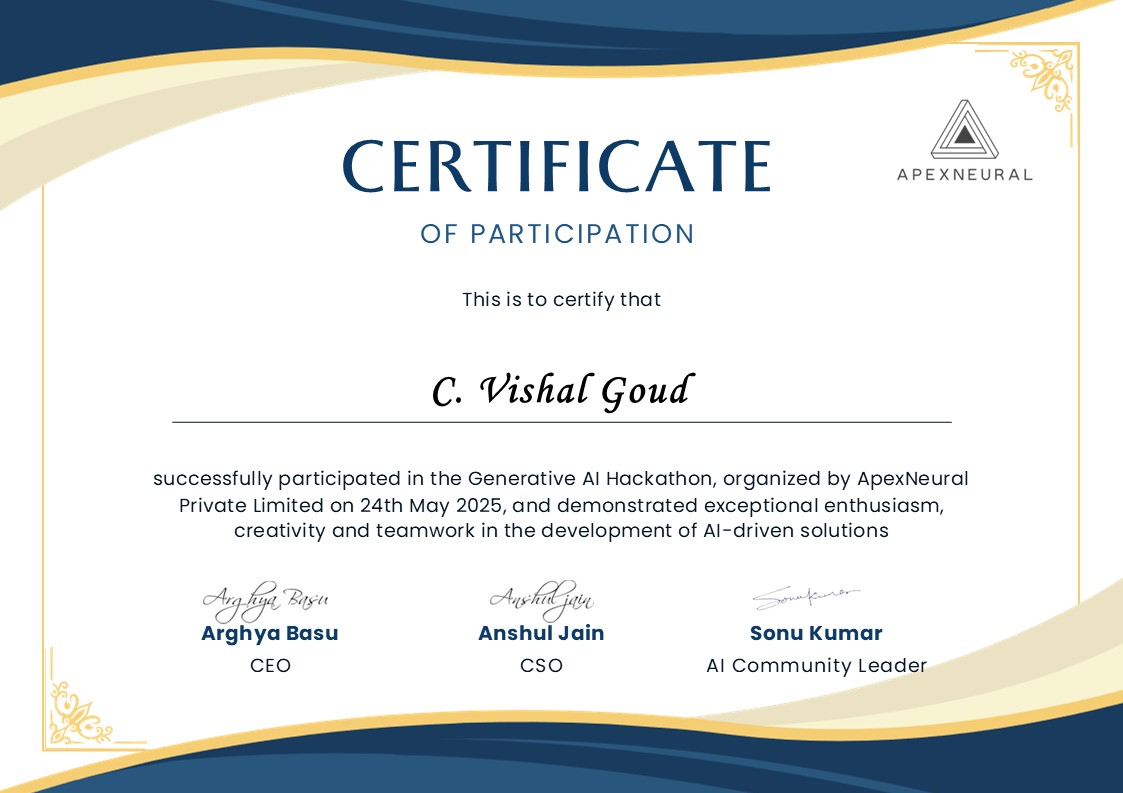 CERTIFICATE
APEXNEURAL
OF PARTICIPATION
This is to certify that
C. Vishal Goud
successfully participated in the Generative AI Hackathon, organized by ApexNeural
Private Limited on 24th May 2025, and demonstrated exceptional enthusiasm,
creativity and teamwork in the development of AI-driven solutions
Arghya Basu Anshul jain Sonu Kumar
Arghya Basu Anshul Jain Sonu Kumar
CEO CSO AI Community Leader